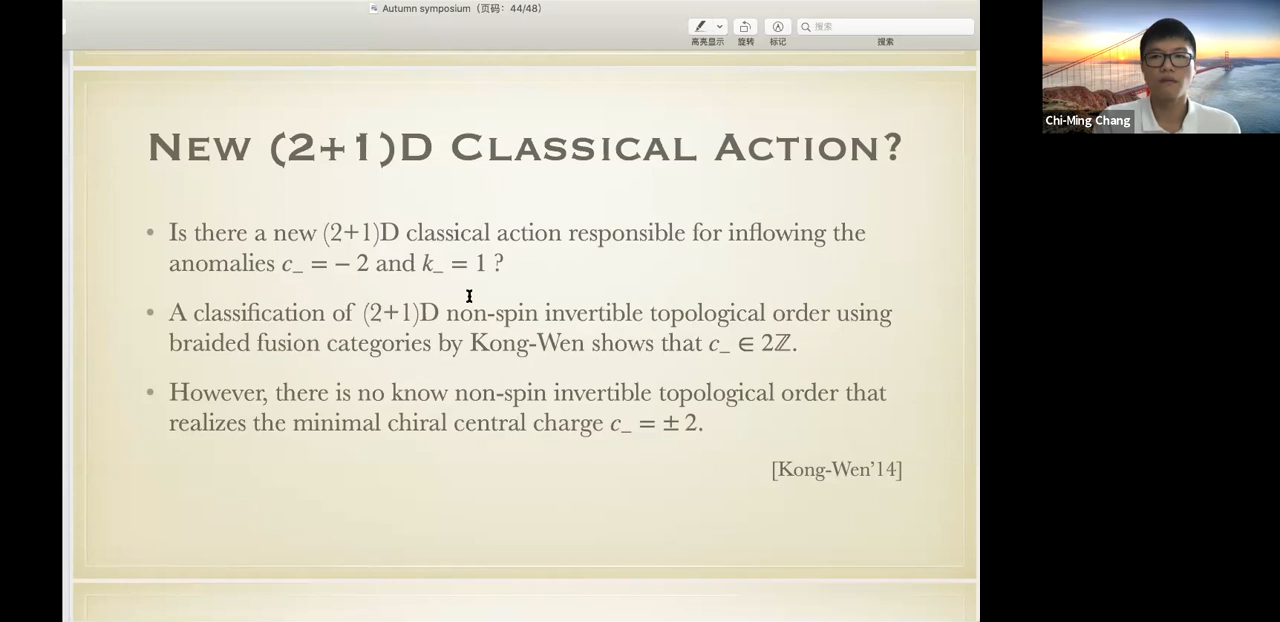 Autumn symposium（页码：44/48）
搜索
高亮显示 旋转 标记 搜索
Chi-Ming Chang
New (2+1)D Classical Action?
• Is there a new (2+1)D classical action responsible for inflowing the
anomalies c_ = − 2 and k_ = 1 ?
• A classification of (2+1)D non-spin invertible topological order using
braided fusion categories by Kong-Wen shows that c_ ∈ 2ℤ.
• However, there is no know non-spin invertible topological order that
realizes the minimal chiral central charge c_ = ± 2.
[Kong-Wen’14]